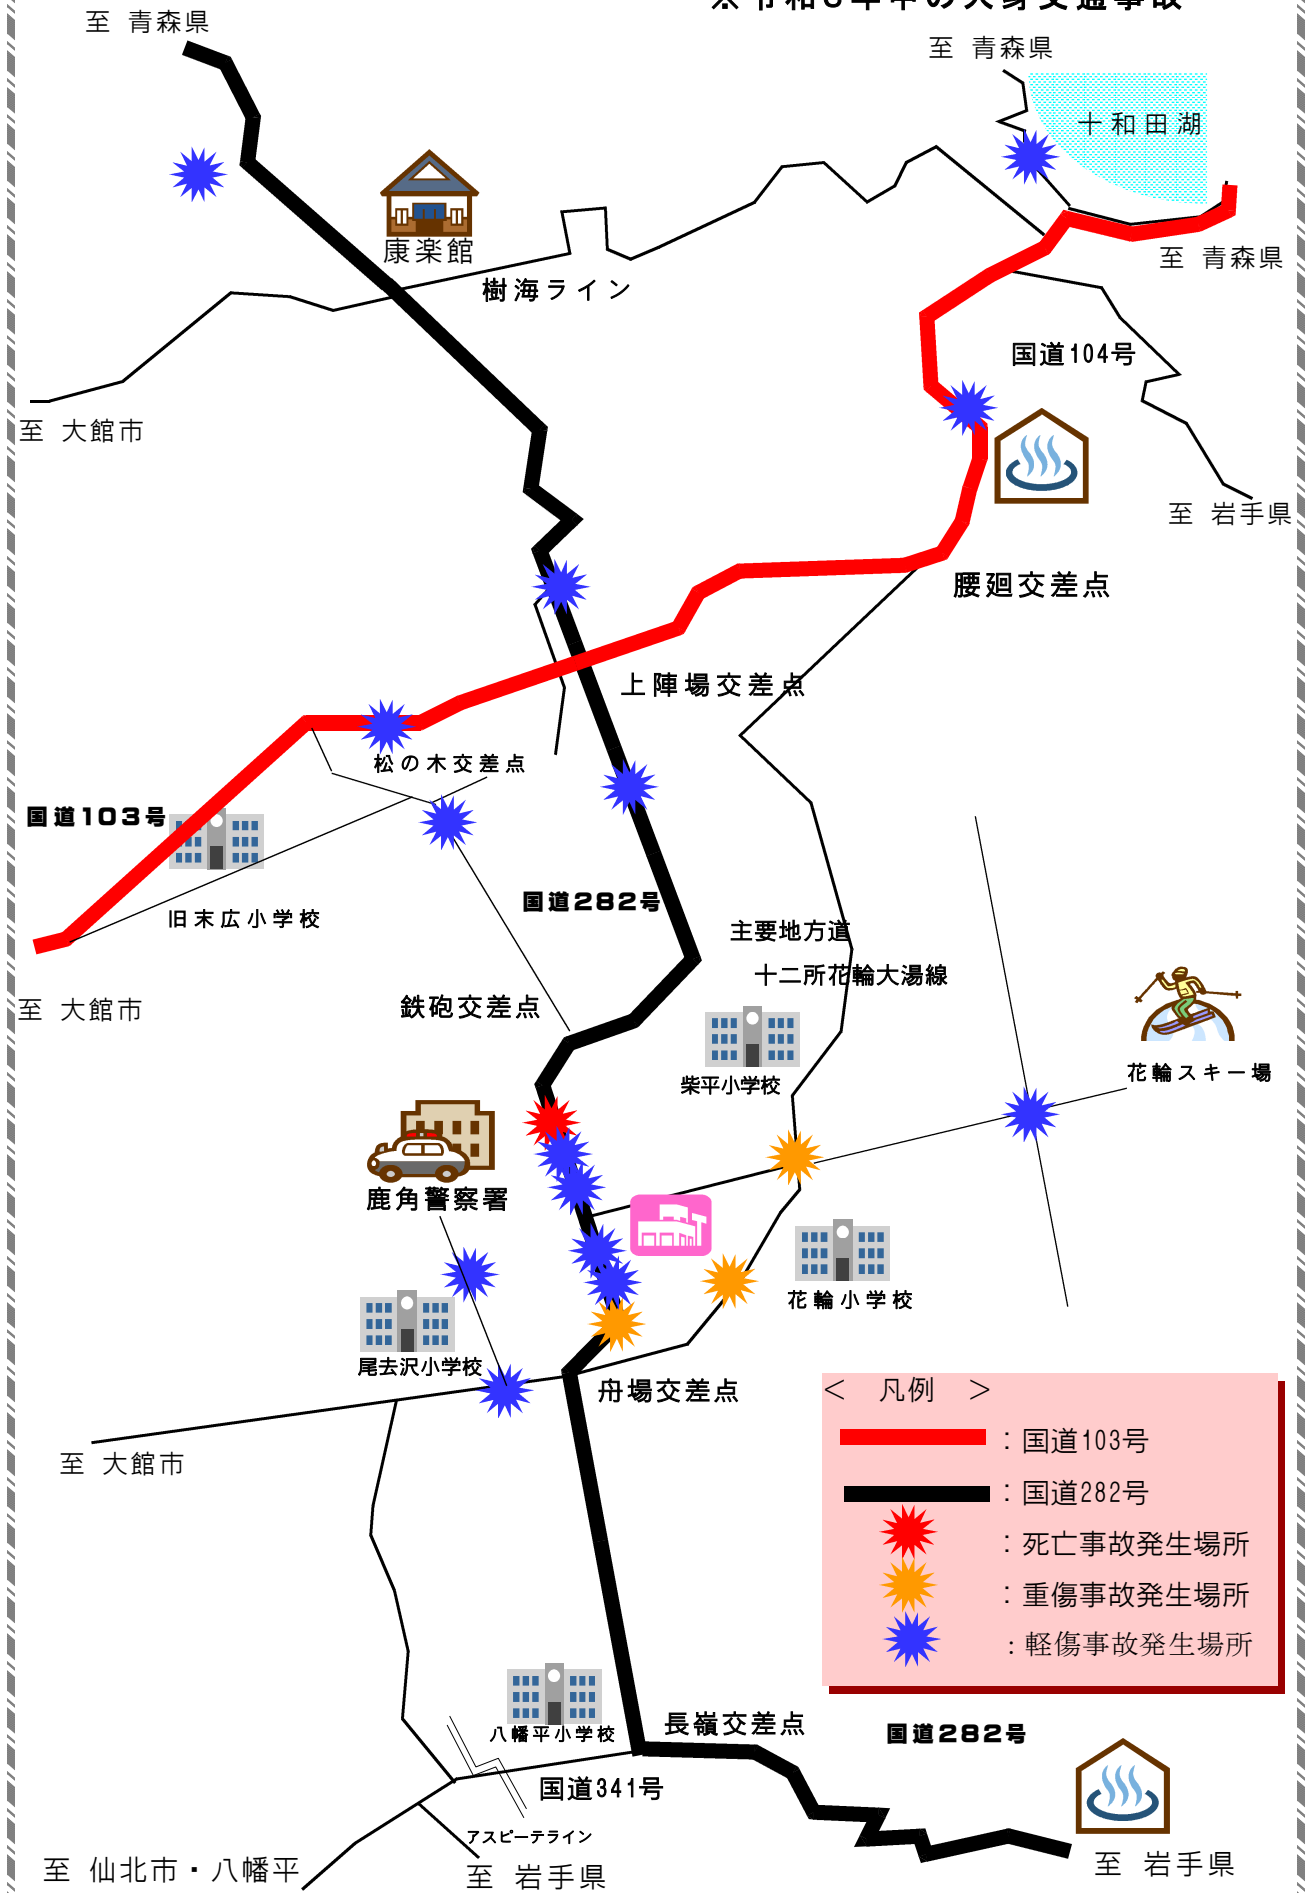 至 青森県
至 青森県
十和田湖
康楽館
至 青森県
樹海ライン
国道104号
至 大館市
至 岩手県
腰廻交差点
上陣場交差点
松の木交差点
国道103号
国道282号
旧末広小学校
主要地方道
十二所花輪大湯線
至 大館市
鉄砲交差点
柴平小学校
花輪スキー場
鹿角警察署
花輪小学校
尾去沢小学校
舟場交差点
至 大館市
＜ 凡例 ＞
：国道103号
：国道282号
：死亡事故発生場所
：重傷事故発生場所
：軽傷事故発生場所
長嶺交差点
八幡平小学校
国道282号
国道341号
アスピーテライン
至 仙北市・八幡平
至 岩手県
至 岩手県